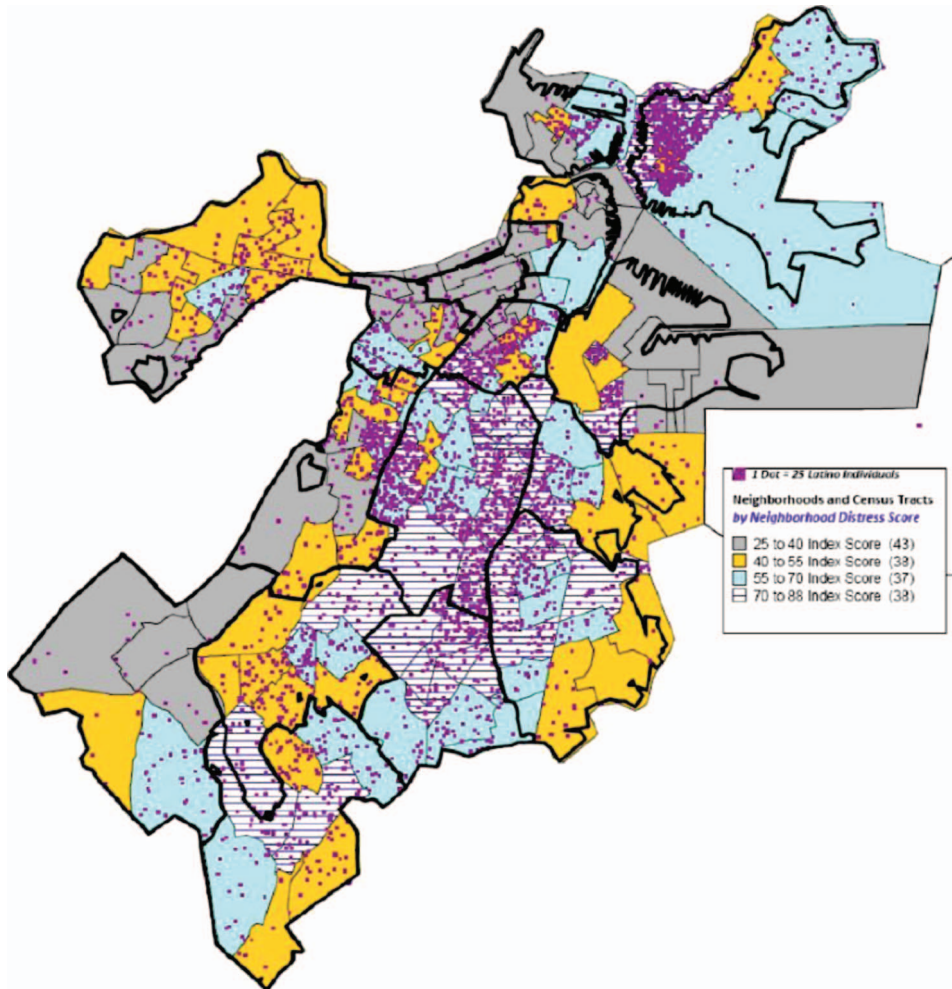 1 Dot = 25 Latino Individuals
Neighborhoods and Census Tracts
by Neighborhood Distress Score
25 to 40 Index Score (43)
40 to 55 Index Score (38)
55 to 70 Index Score (37)
70 to 88 Index Score (38)